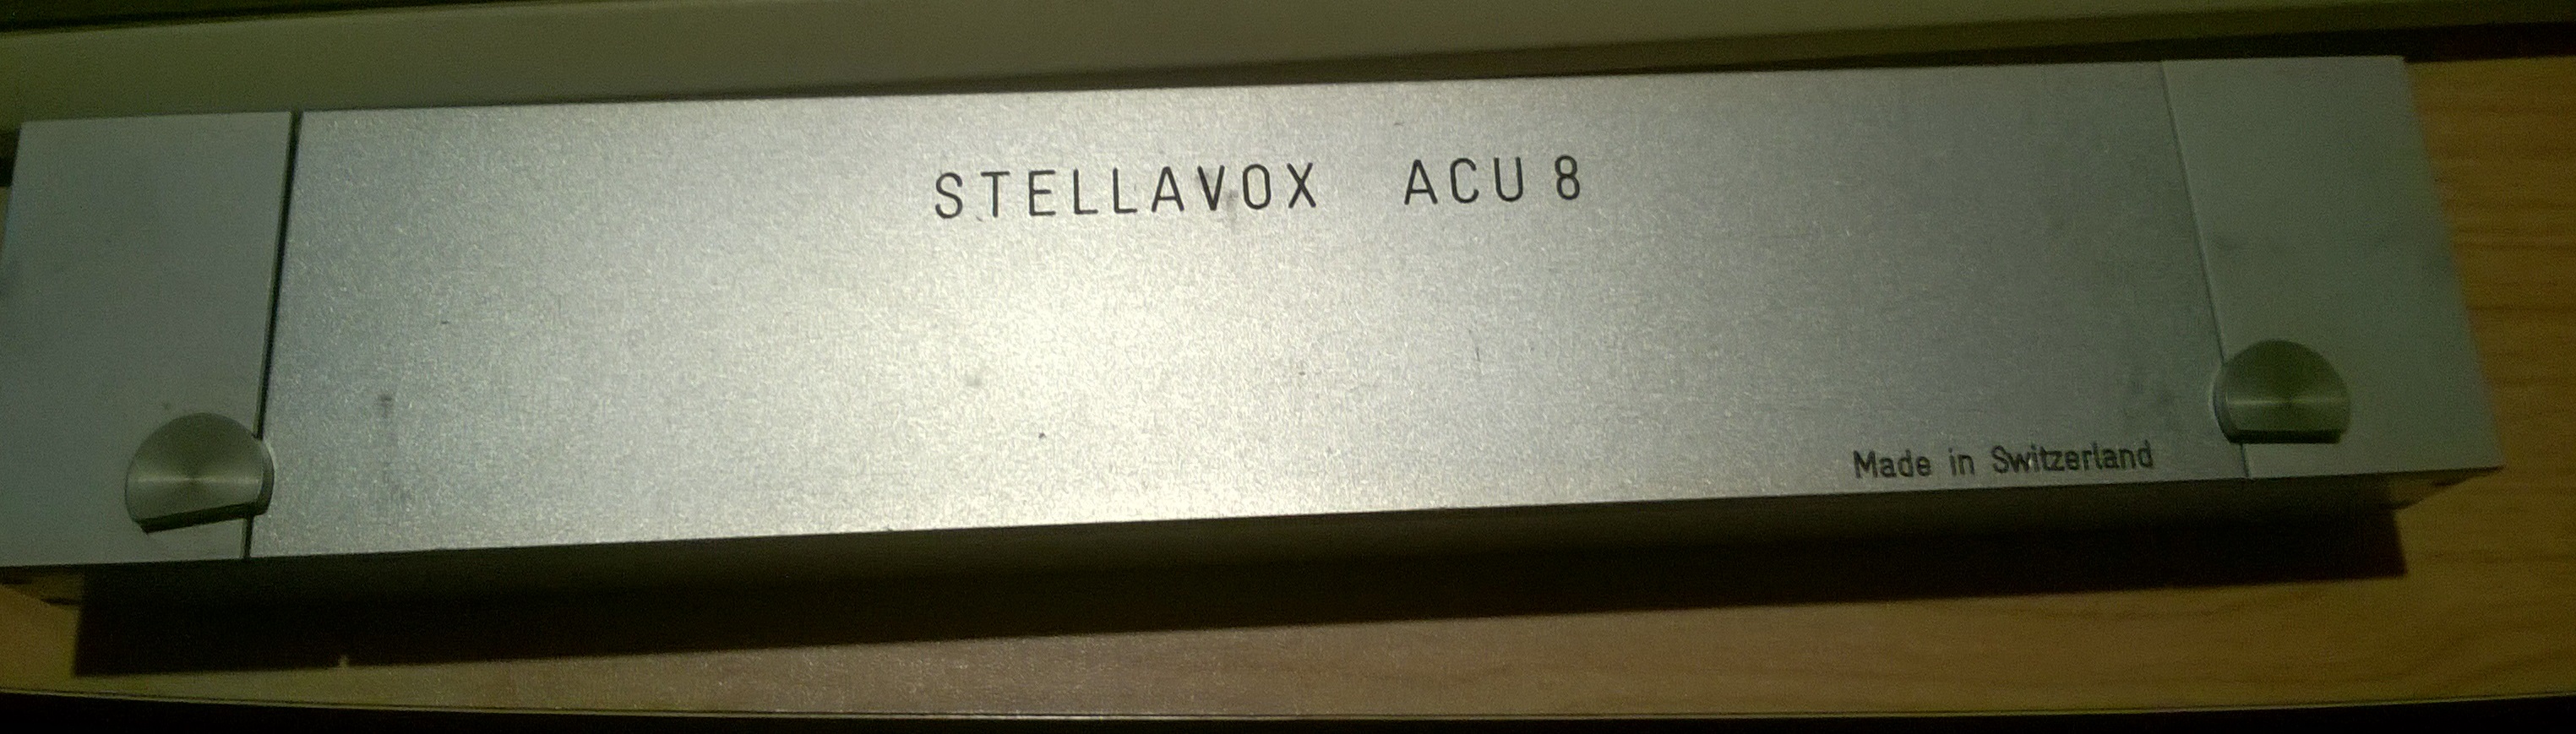 STELLAVOX ACU 8
Made in Switzerland